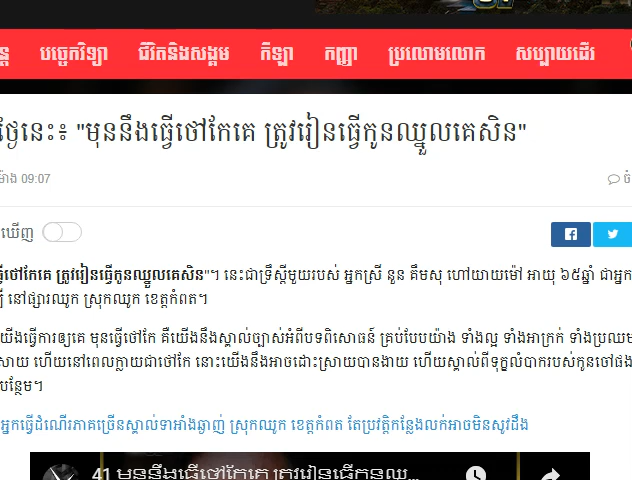 បច្ចេកវិទ្យា ជីវិតនិងសង្គម កីឡា កញ្ញា ប្រលោមលោក សប្បាយដើរ
ថ្ងៃនេះ៖ "មុននឹងធ្វើថៅកែគេ ត្រូវរៀនធ្វើកូនឈ្នួលគេសិន"
ម៉ោង 09:07
ឃើញ
ធ្វើថៅកែគេ ត្រូវរៀនធ្វើកូនឈ្នួលគេសិន"។ នេះជាទ្រឹស្ដីមួយរបស់ អ្នកស្រី នួន គឹមសុ ហៅយាយម៉ៅ អាយុ ៦៥ឆ្នាំ ជាអ្នក
នៅផ្សារឈូក ស្រុកឈូក ខេត្តកំពត។
យើងធ្វើការឲ្យគេ មុនធ្វើថៅកែ គឺយើងនឹងស្គាល់ច្បាស់អំពីបទពិសោធន៍ គ្រប់បែបយ៉ាង ទាំងល្អ ទាំងអាក្រក់ ទាំងប្រឈម
ហើយនៅពេលក្លាយជាថៅកែ នោះយើងនឹងអាចដោះស្រាយបានងាយ ហើយស្គាល់ពីទុក្ខលំបាករបស់កូនចៅផង
បន្ថែម។
អ្នកធ្វើដំណើរភាគច្រើនស្គាល់ទាអាំងឆ្ងាញ់ ស្រុកឈូក ខេត្តកំពត តែប្រវត្តិកន្លែងលក់អាចមិនសូវដឹង
41 មុននឹងធ្វើថៅកែគេ ត្រូវរៀនធ្វើកូនឈ្ន...